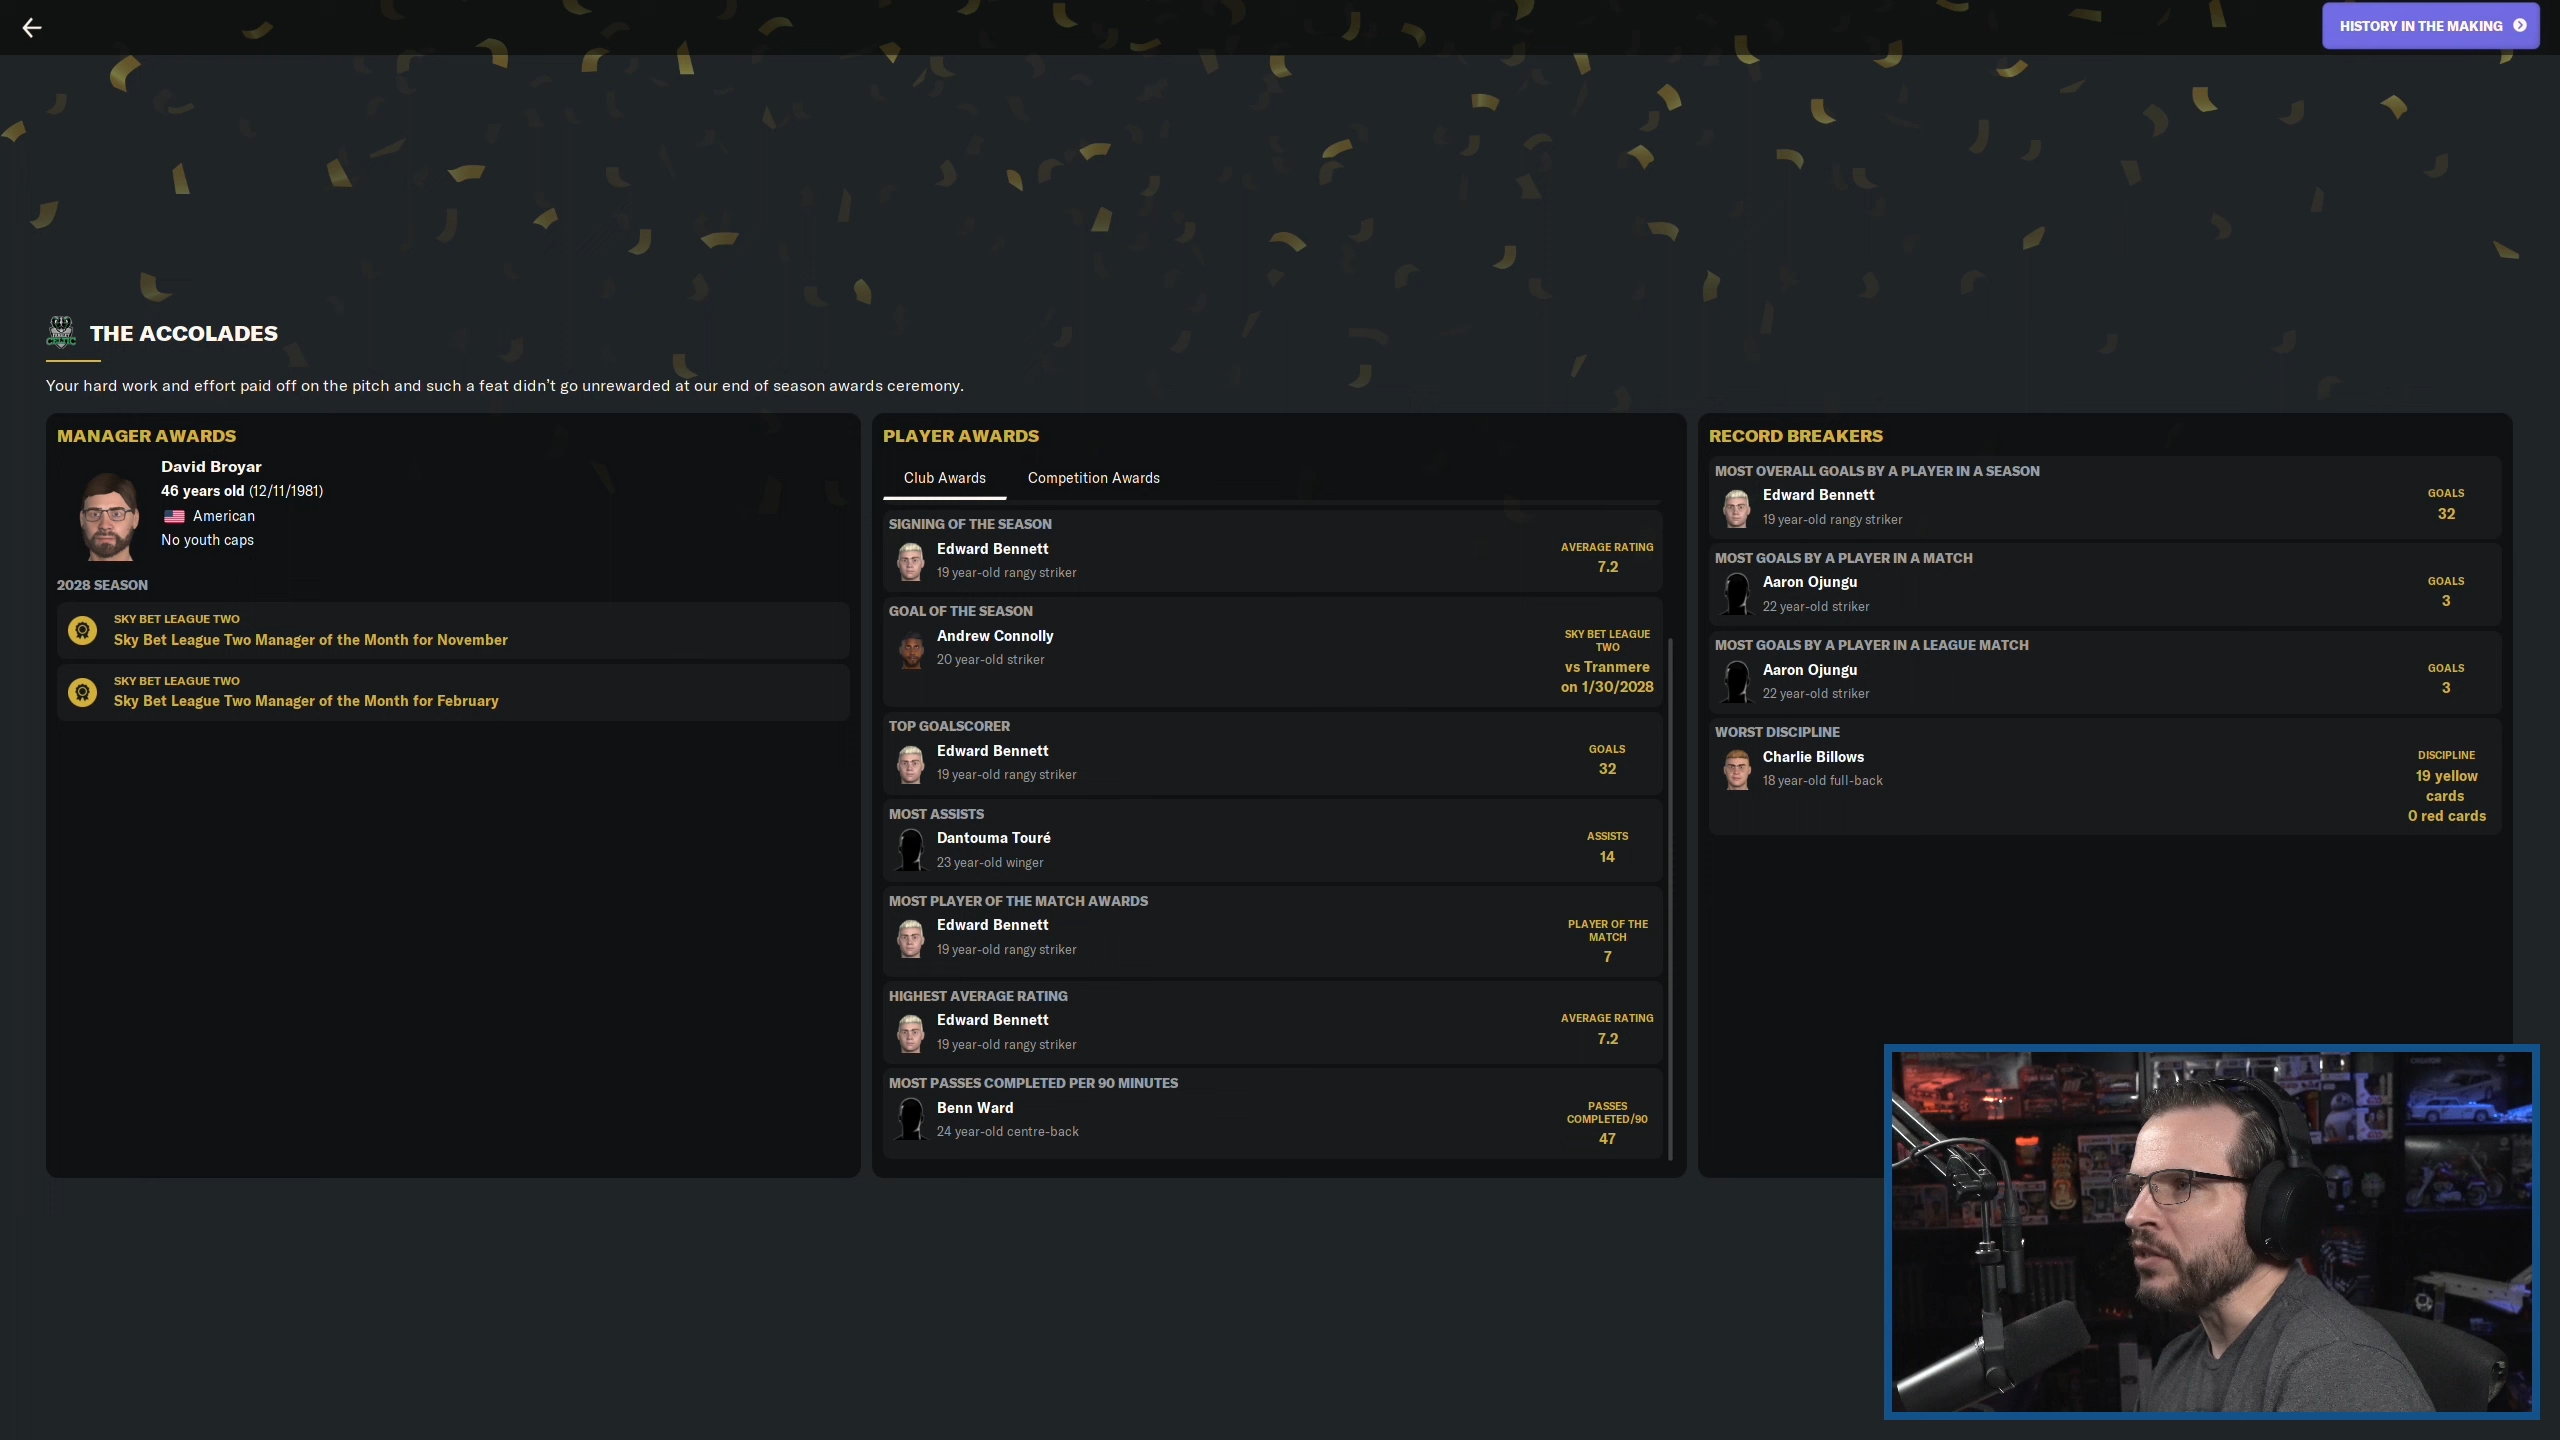 HISTORY IN THE MAKING
CELTIC
THE ACCOLADES
Your hard work and effort paid off on the pitch and such a feat didn't go unrewarded at our end of season awards ceremony.
MANAGER AWARDS
David Broyar
46 years old (12/11/1981)
American
No youth caps
2028 SEASON
SKY BET LEAGUE TWO
Sky Bet League Two Manager of the Month for November
SKY BET LEAGUE TWO
Sky Bet League Two Manager of the Month for February
PLAYER AWARDS
Club Awards
Competition Awards
SIGNING OF THE SEASON
Edward Bennett
19 year-old rangy striker
AVERAGE RATING
7.2
GOAL OF THE SEASON
Andrew Connolly
20 year-old striker
SKY BET LEAGUE
TWO
vs Tranmere
on 1/30/2028
TOP GOALSCORER
Edward Bennett
19 year-old rangy striker
GOALS
32
MOST ASSISTS
Dantouma Touré
23 year-old winger
ASSISTS
14
MOST PLAYER OF THE MATCH AWARDS
Edward Bennett
19 year-old rangy striker
PLAYER OF THE
MATCH
7
HIGHEST AVERAGE RATING
Edward Bennett
19 year-old rangy striker
AVERAGE RATING
7.2
MOST PASSES COMPLETED PER 90 MINUTES
Benn Ward
24 year-old centre-back
PASSES
COMPLETED/90
47
RECORD BREAKERS
MOST OVERALL GOALS BY A PLAYER IN A SEASON
Edward Bennett
19 year-old rangy striker
GOALS
32
MOST GOALS BY A PLAYER IN A MATCH
Aaron Ojungu
22 year-old striker
GOALS
3
MOST GOALS BY A PLAYER IN A LEAGUE MATCH
Aaron Ojungu
22 year-old striker
GOALS
3
WORST DISCIPLINE
Charlie Billows
18 year-old full-back
DISCIPLINE
19 yellow
cards
0 red cards